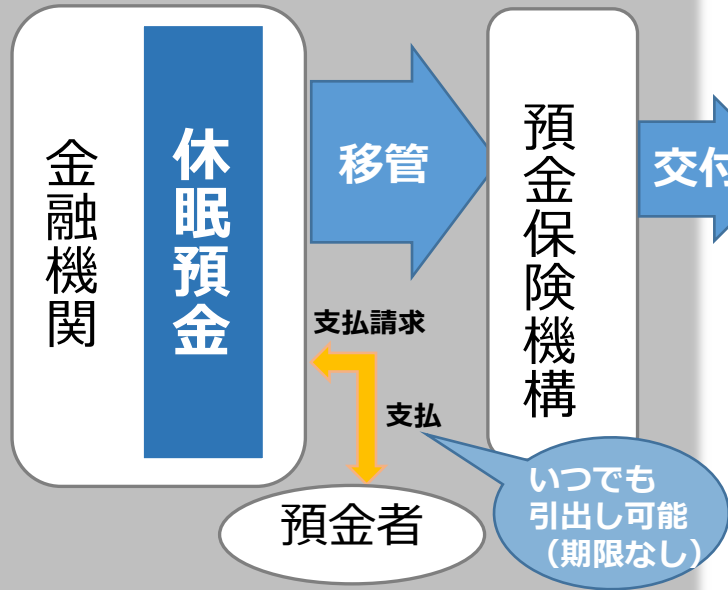 金融機関
休眠預金
移管
預金保険機構
交付
支払請求
支払
預金者
いつでも
引出し可能
（期限なし）